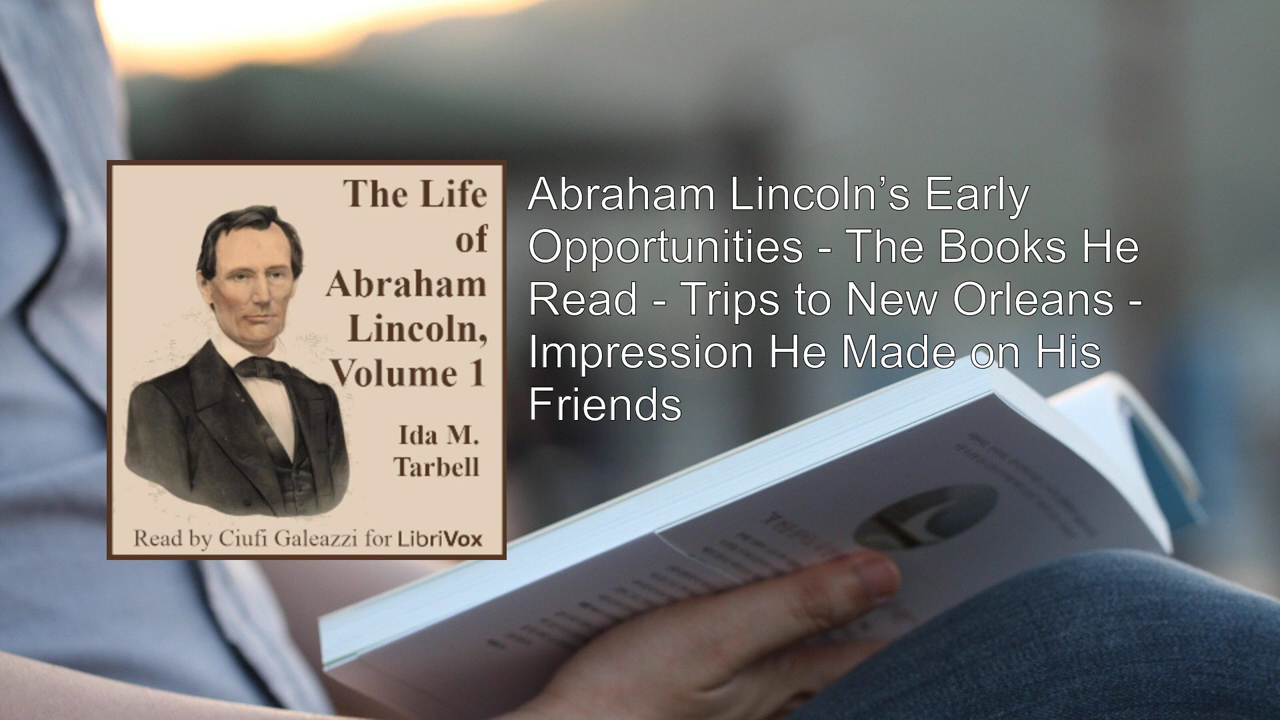 The Life
of
Abraham
Lincoln,
Volume 1
Ida M.
Tarbell
Read by Ciufi Galeazzi for LibriVox
Abraham Lincoln’s Early
Opportunities - The Books He
Read - Trips to New Orleans -
Impression He Made on His
Friends